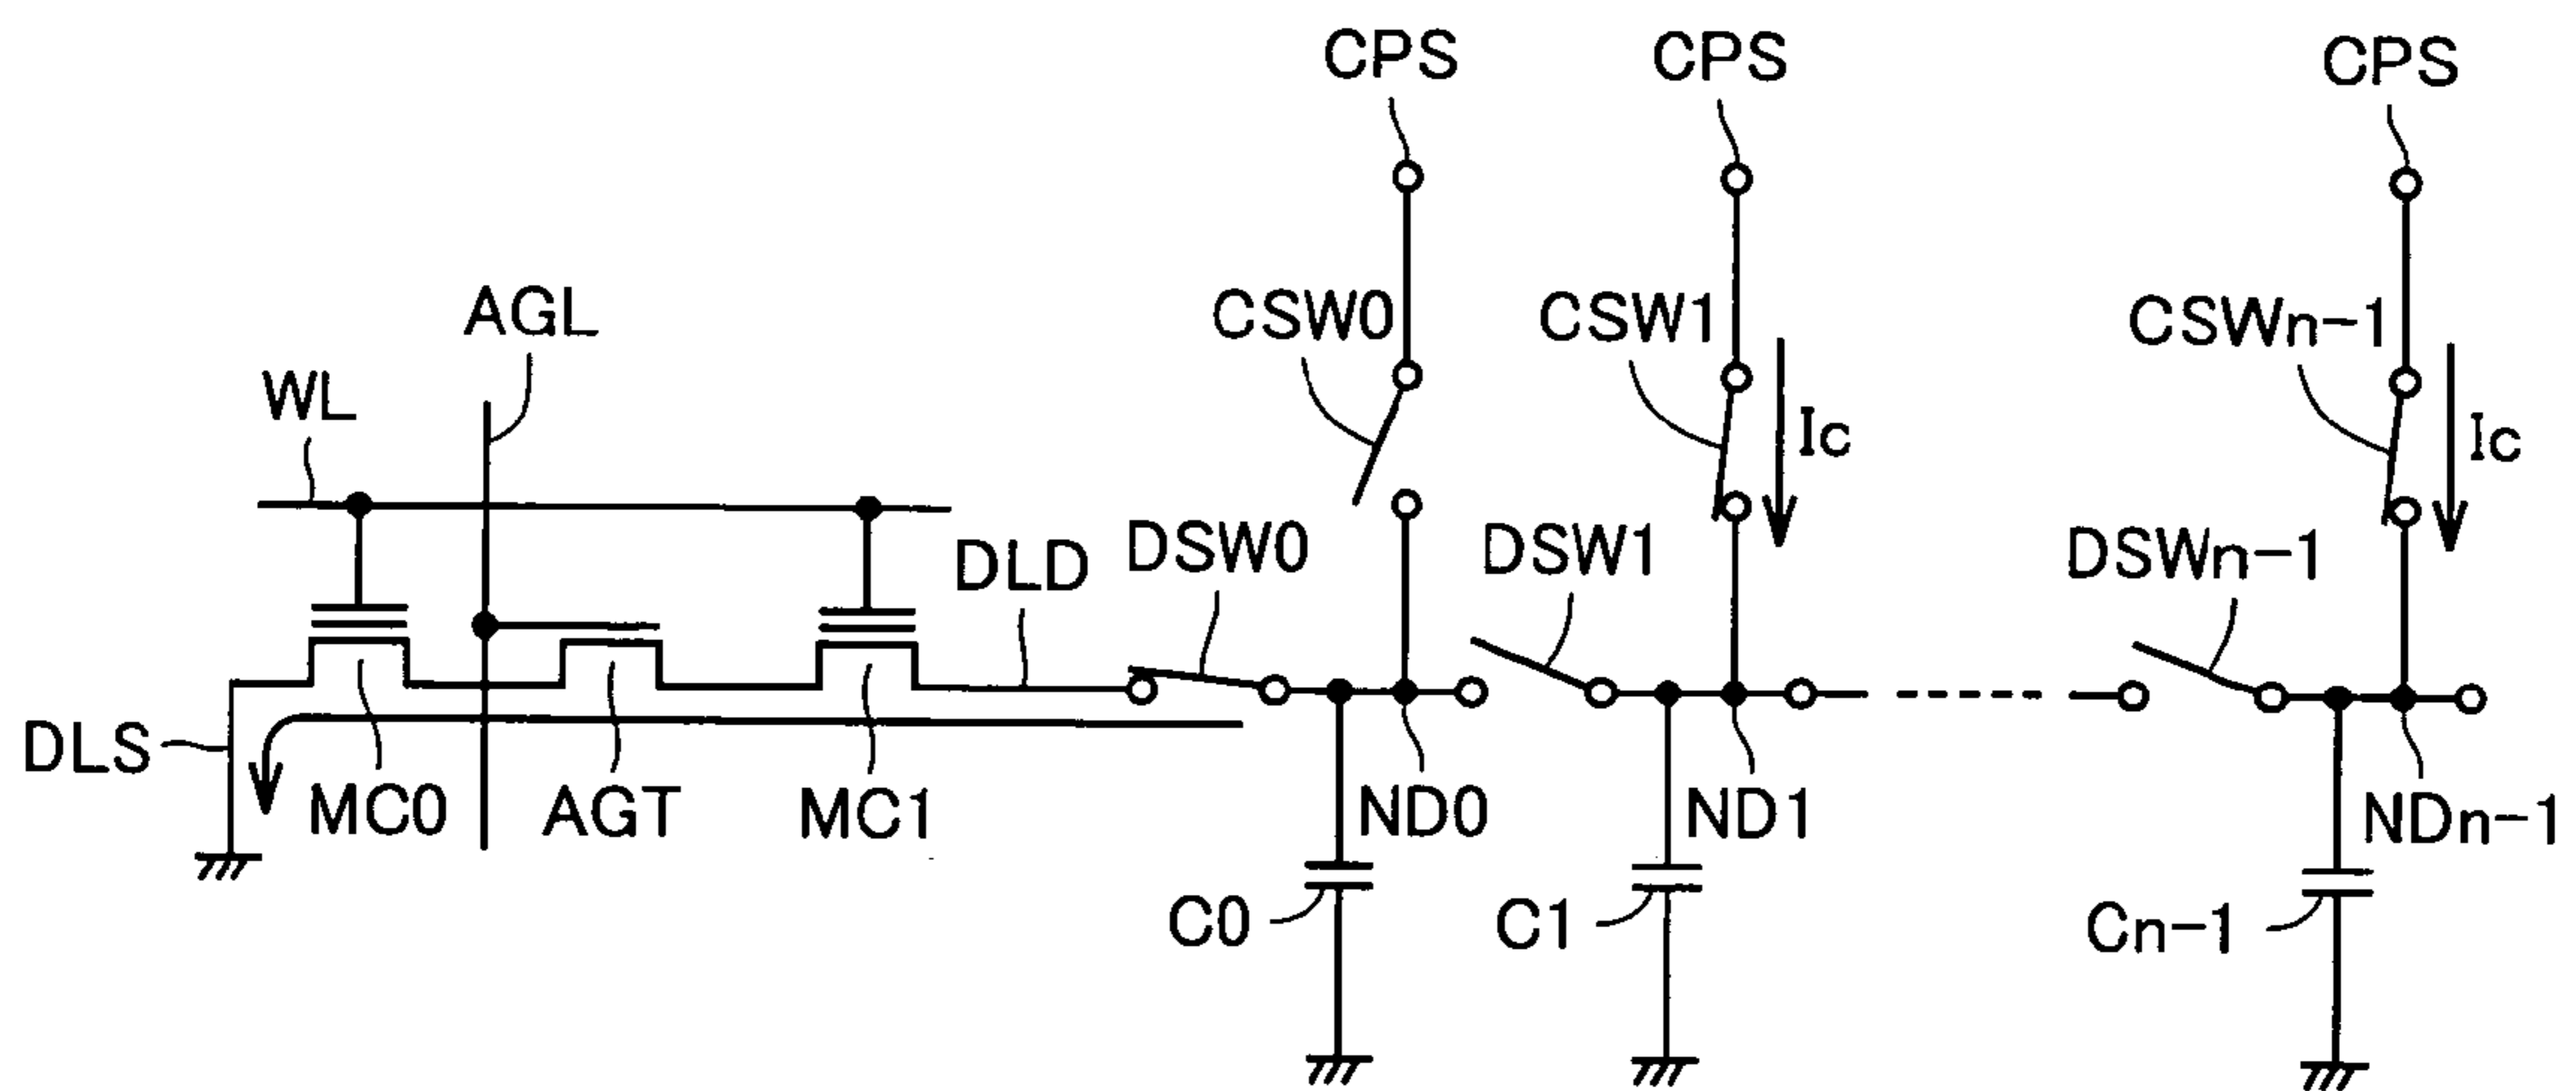 CPS
CPS
CPS
AGL
CSW0
CSW1
CSWn-1
WL
Ic
Ic
DLD
DSW0
DSW1
DSWn-1
DLS
MC0
AGT
MC1
ND0
ND1
NDn-1
C0
C1
Cn-1